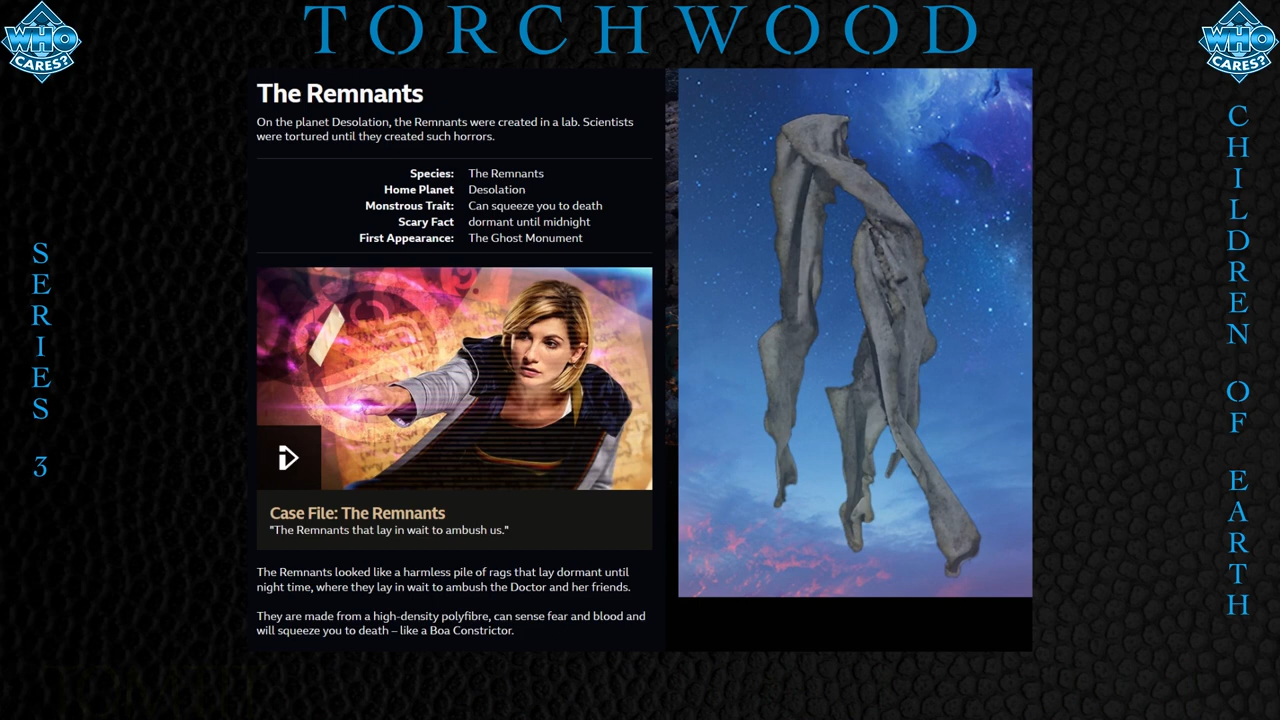 TORCHWOOD
WHO
CARES?
WHO
CARES?
SERIES 3
The Remnants
On the planet Desolation, the Remnants were created in a lab. Scientists
were tortured until they created such horrors.
Species: The Remnants
Home Planet Desolation
Monstrous Trait: Can squeeze you to death
Scary Fact dormant until midnight
First Appearance: The Ghost Monument
Case File: The Remnants
"The Remnants that lay in wait to ambush us."
The Remnants looked like a harmless pile of rags that lay dormant until
night time, where they lay in wait to ambush the Doctor and her friends.
They are made from a high-density polyfibre, can sense fear and blood and
will squeeze you to death – like a Boa Constrictor.
CHILDREN OF EARTH